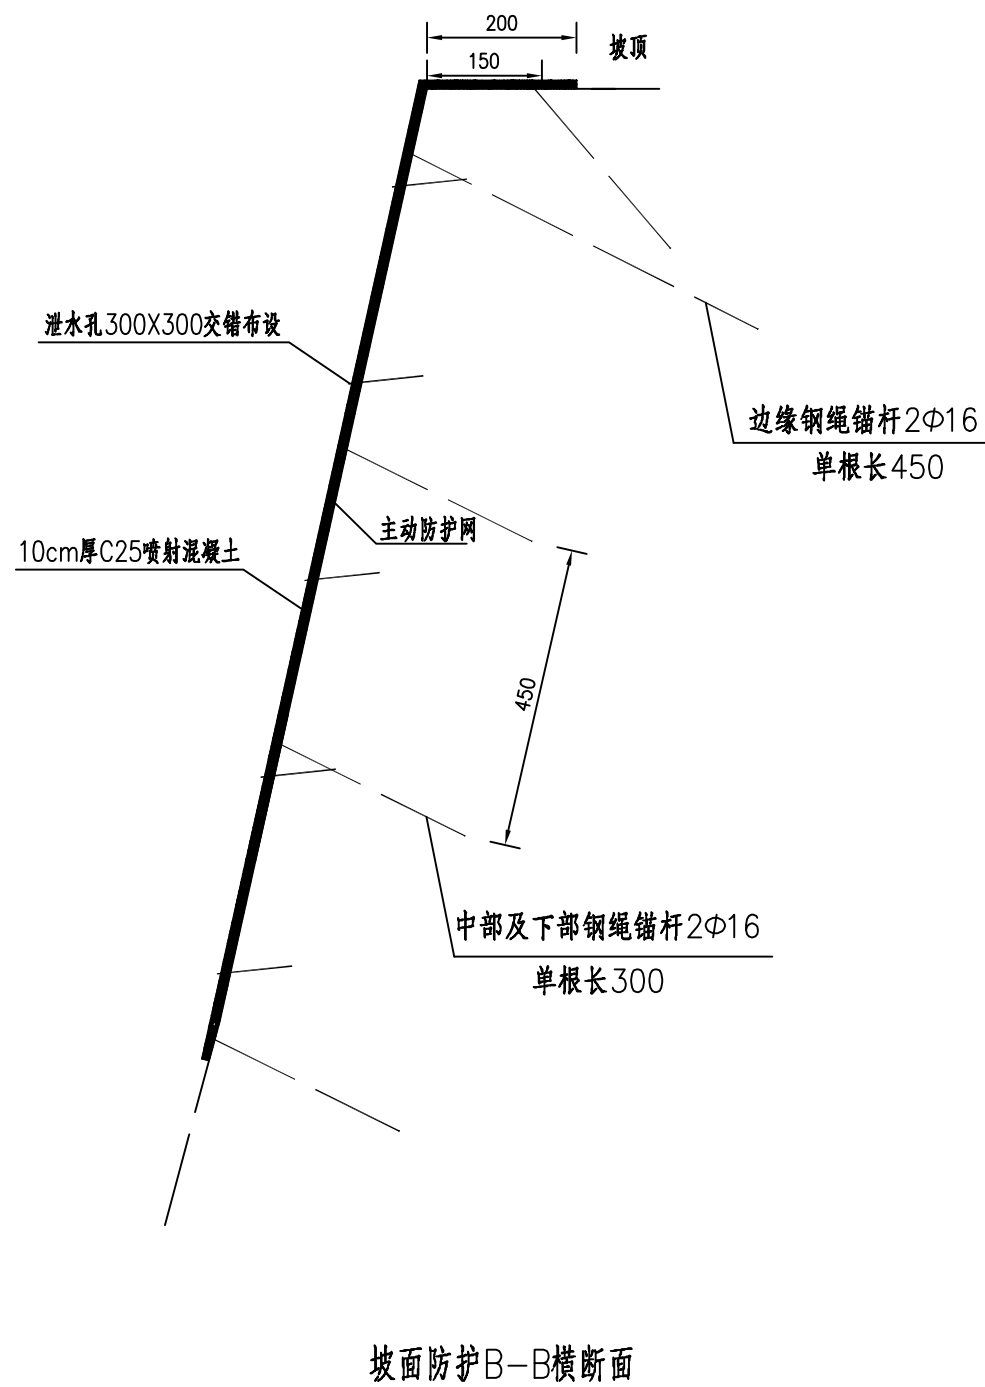 200
坡顶
150
泄水孔300X300交错布设
边缘钢绳锚杆2Φ16
单根长450
主动防护网
10cm厚C25喷射混凝土
450
中部及下部钢绳锚杆2Φ16
单根长300
坡面防护B-B横断面